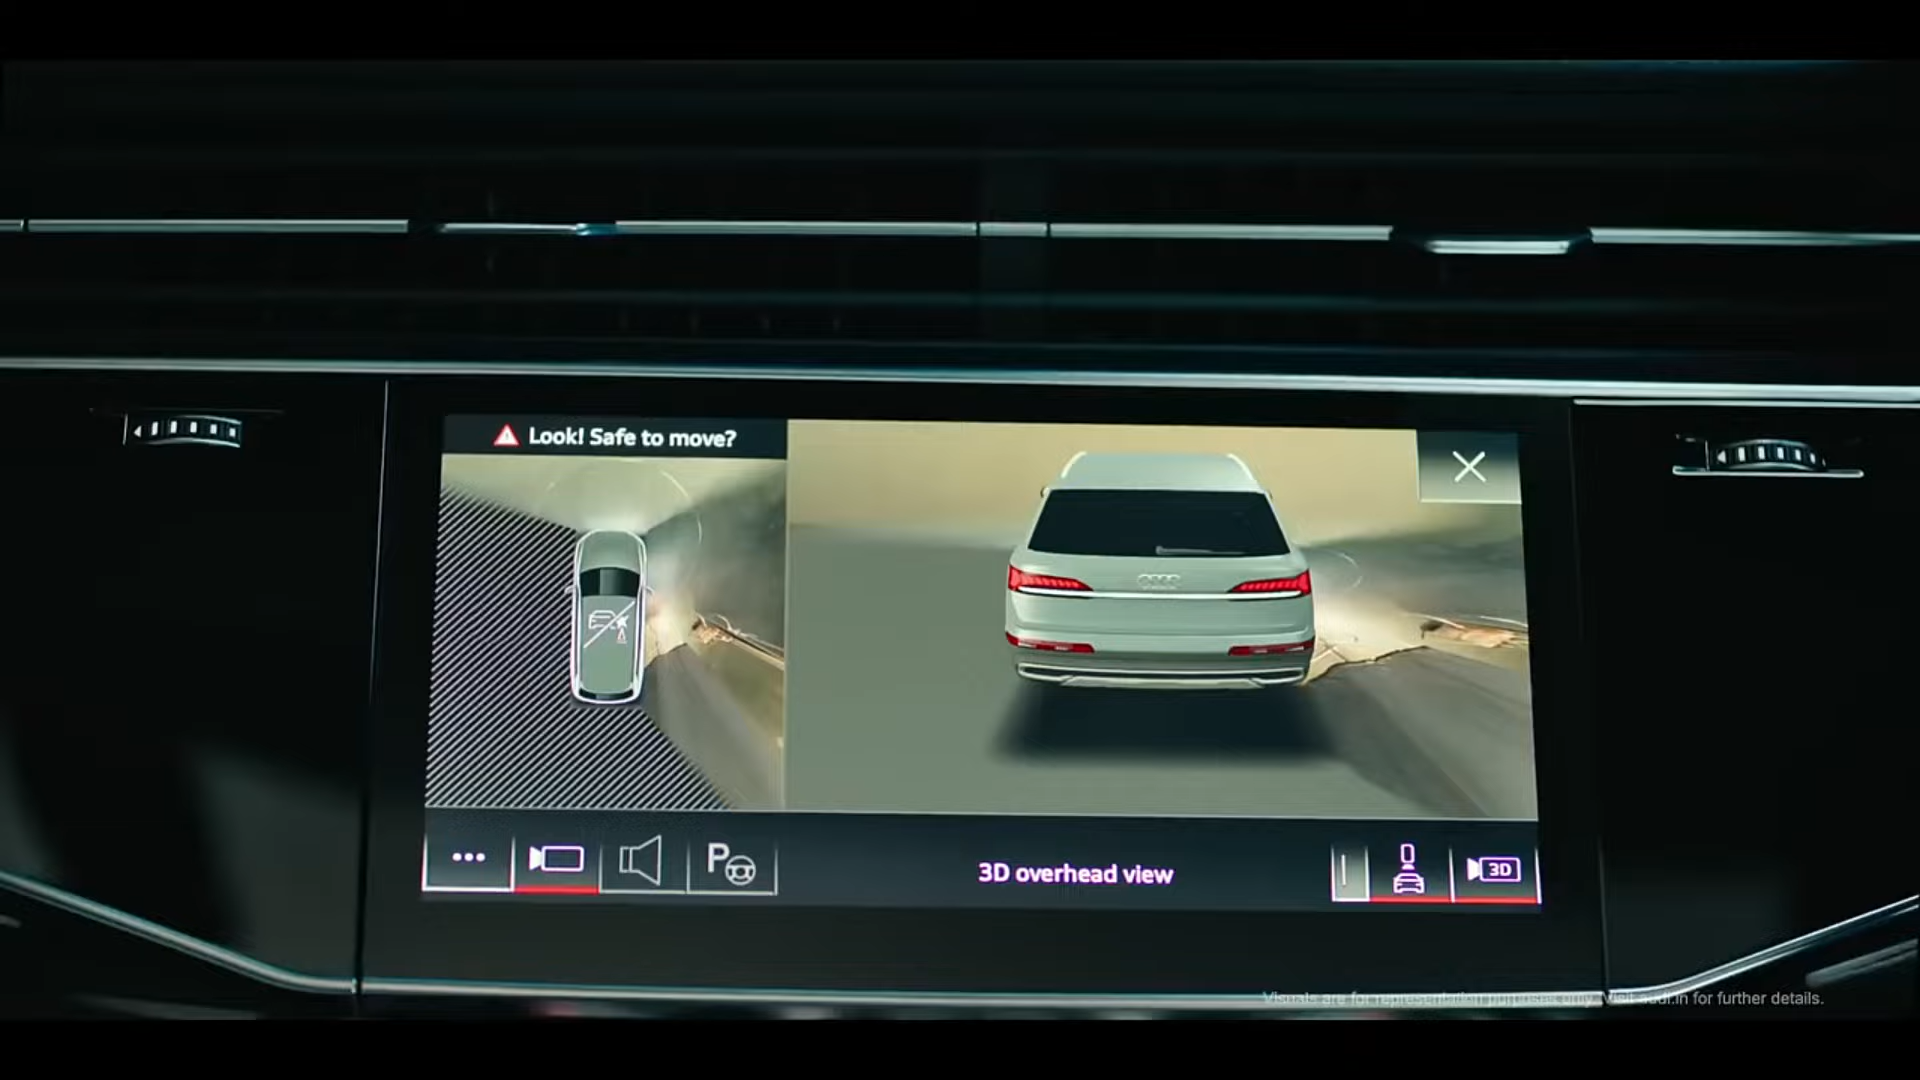 Look! Safe to move?
P
3D overhead view
3D
Visuals are for representation purposes only. Visit audi.in for further details.